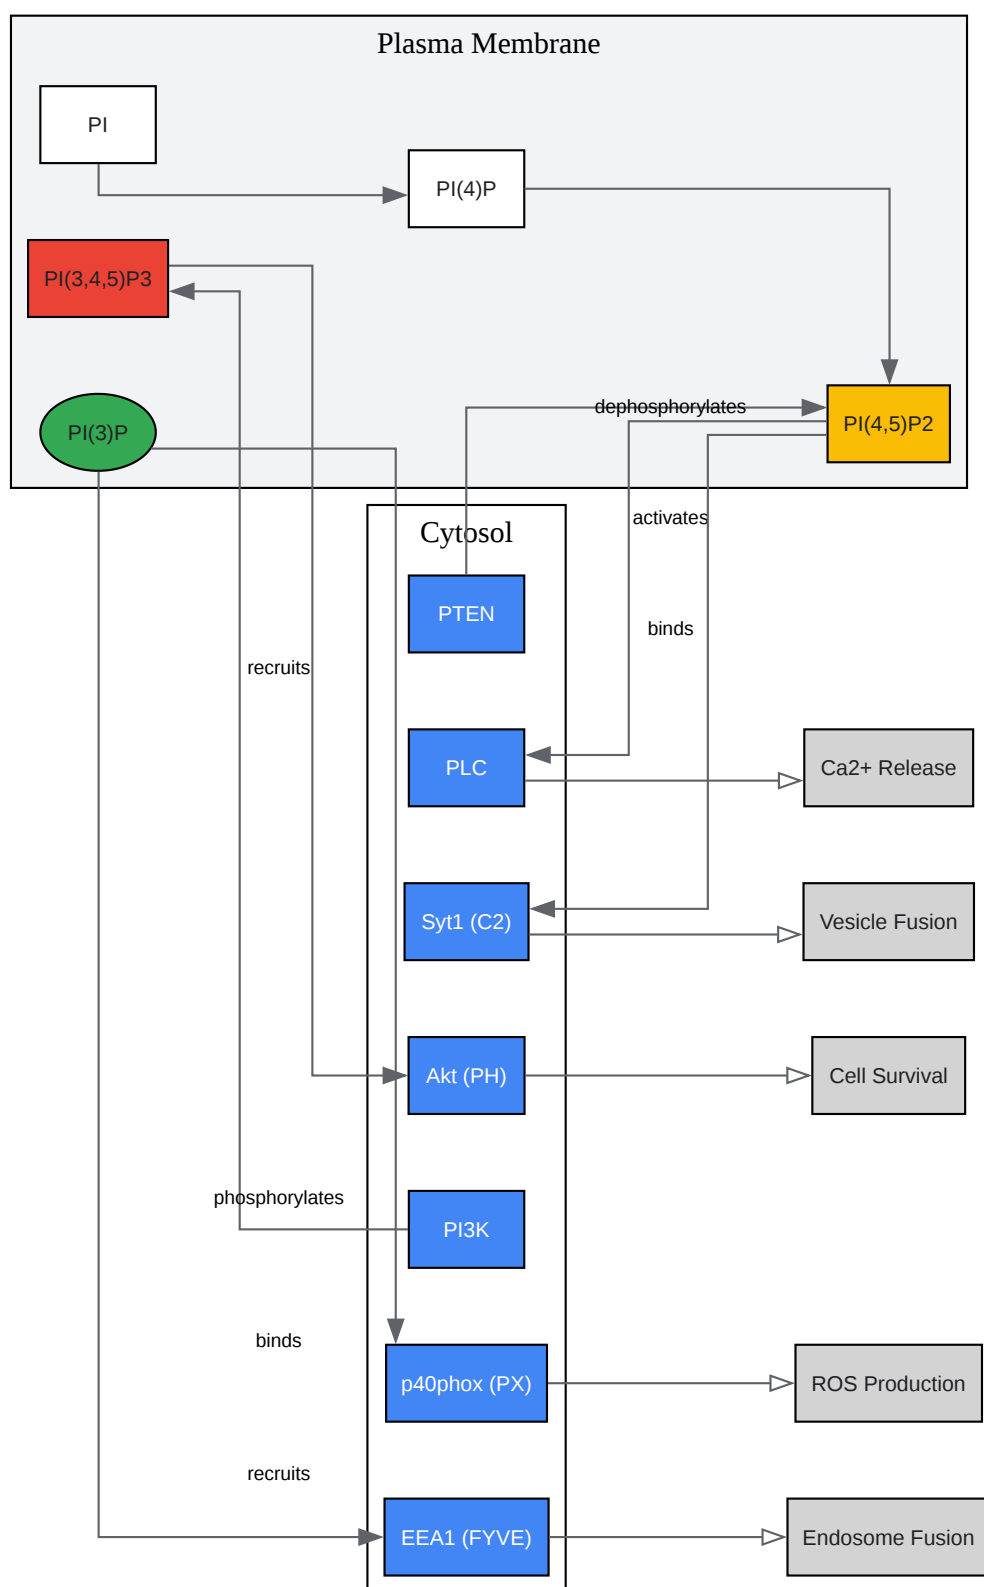 Plasma Membrane
PI
PI(4)P
PI(3,4,5)P3
PI(3)P
dephosphorylates
PI(4,5)P2
activates
Cytosol
PTEN
binds
recruits
PLC
Ca2+ Release
Syt1 (C2)
Vesicle Fusion
Akt (PH)
Cell Survival
phosphorylates
PI3K
binds
p40phox (PX)
ROS Production
recruits
EEA1 (FYVE)
Endosome Fusion